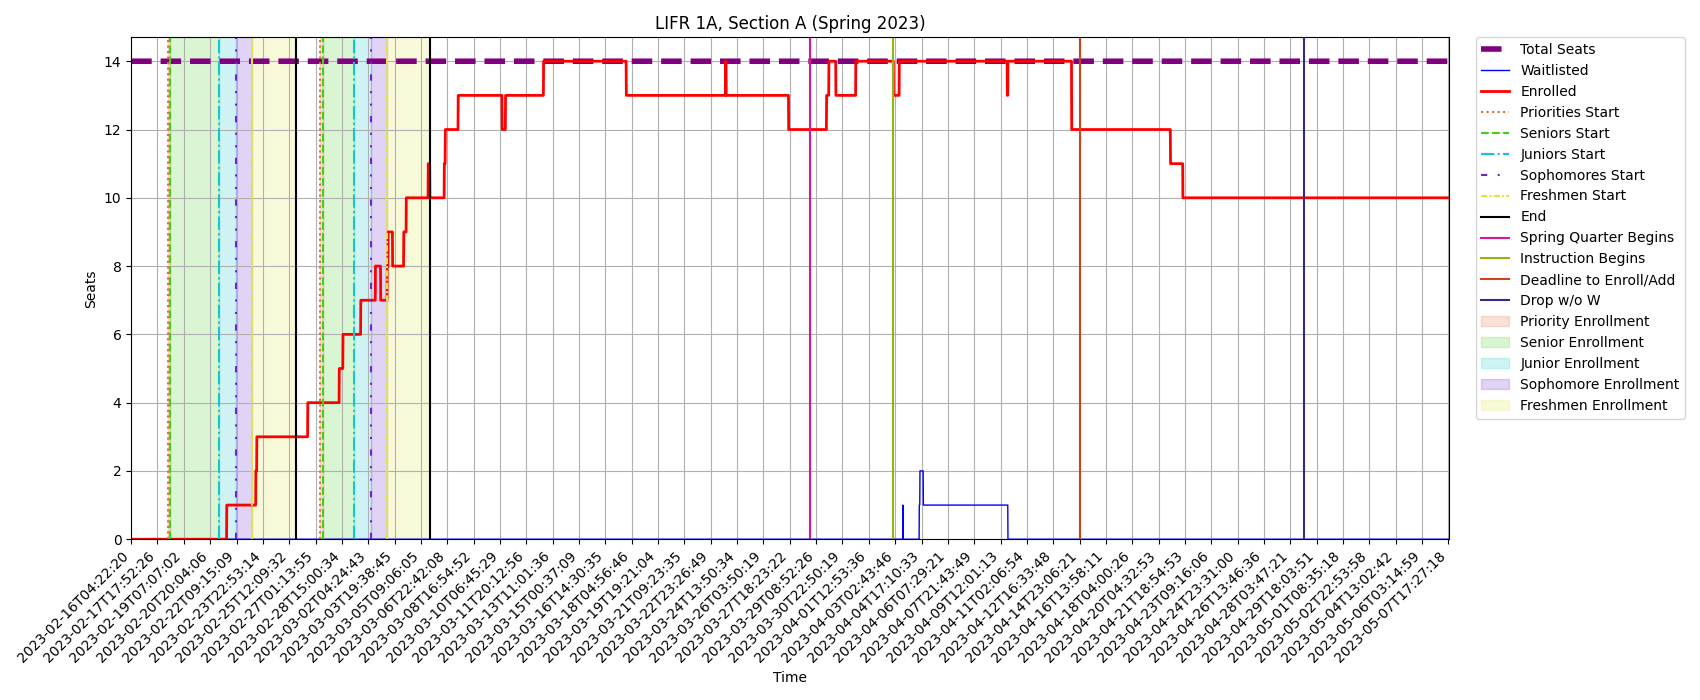 LIFR 1A, Section A (Spring 2023)
14
12
10
8
6
4
2
0
Seats
2023-02-16T04:22:20
2023-02-17T17:52:26
2023-02-19T07:07:02
2023-02-20T20:04:06
2023-02-22T09:15:09
2023-02-23T22:53:14
2023-02-25T12:09:32
2023-02-27T01:13:55
2023-02-28T15:00:34
2023-03-02T04:24:43
2023-03-03T19:38:45
2023-03-05T09:06:05
2023-03-06T22:42:08
2023-03-08T16:54:52
2023-03-10T06:45:29
2023-03-11T20:12:56
2023-03-13T11:01:36
2023-03-15T00:37:09
2023-03-16T14:30:35
2023-03-18T04:56:46
2023-03-19T19:21:04
2023-03-21T09:23:35
2023-03-22T23:26:49
2023-03-24T13:50:34
2023-03-26T03:50:19
2023-03-27T18:23:22
2023-03-29T08:52:26
2023-03-30T22:50:19
2023-04-01T12:53:36
2023-04-03T02:43:46
2023-04-04T17:10:33
2023-04-06T07:29:21
2023-04-07T21:43:49
2023-04-09T12:01:13
2023-04-11T02:06:54
2023-04-12T16:33:48
2023-04-14T23:06:21
2023-04-16T13:58:11
2023-04-18T04:00:26
2023-04-20T04:32:53
2023-04-21T18:54:53
2023-04-23T09:16:06
2023-04-24T23:31:00
2023-04-26T13:46:36
2023-04-28T03:47:21
2023-04-29T18:03:51
2023-05-01T08:35:18
2023-05-02T22:53:58
2023-05-04T13:02:42
2023-05-06T03:14:59
2023-05-07T17:27:18
Time
Total Seats
Waitlisted
Enrolled
Priorities Start
Seniors Start
Juniors Start
Sophomores Start
Freshmen Start
End
Spring Quarter Begins
Instruction Begins
Deadline to Enroll/Add
Drop w/o W
Priority Enrollment
Senior Enrollment
Junior Enrollment
Sophomore Enrollment
Freshmen Enrollment